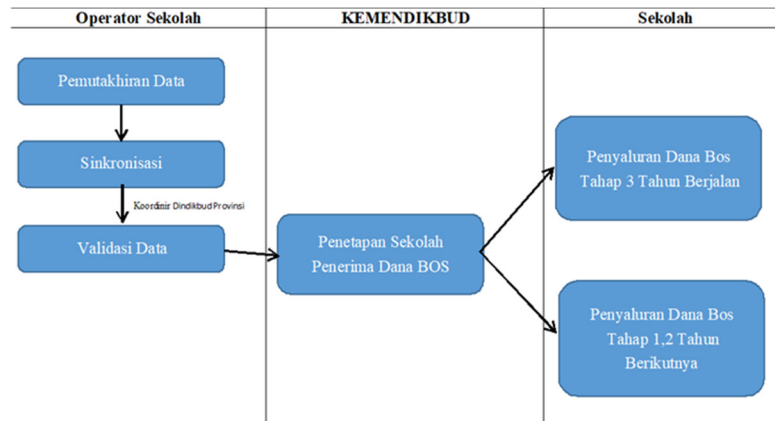 Operator Sekolah
KEMENDIKBUD
Sekolah
Pemutakhiran Data
Sinkronisasi
Koordinir Dindikbud Provinsi
Validasi Data
Penetapan Sekolah
Penerima Dana BOS
Penyaluran Dana Bos
Tahap 3 Tahun Berjalan
Penyaluran Dana Bos
Tahap 1,2 Tahun
Berikutnya